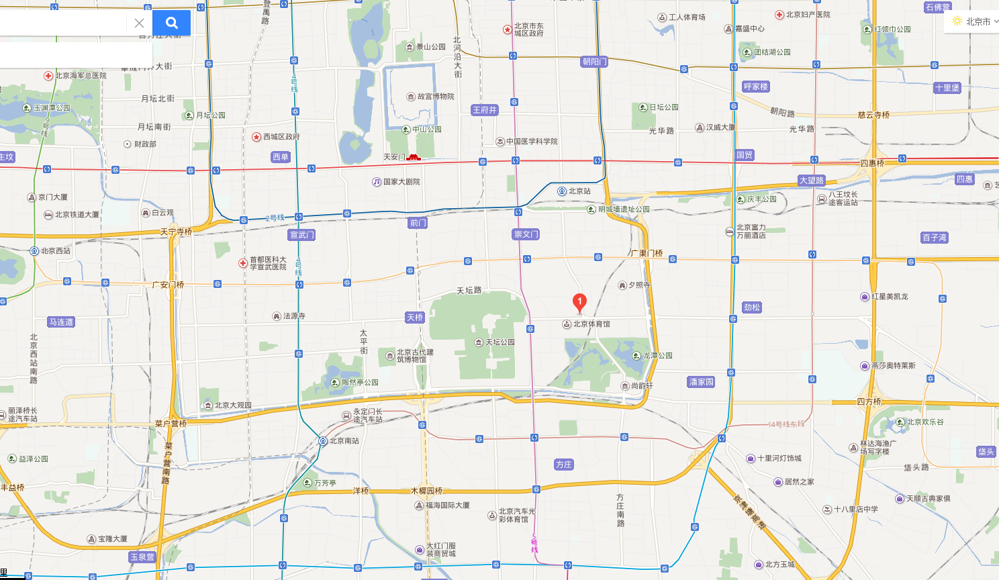 登
禹
路
工人体育场
北京妇产医院
石佛营
北京市
北京市东
城区政府
嘉盛中心
红领巾公园
景山公园
北
河
沿
大
街
团结湖公园
朝阳门
北京海军总医院
4
号
线
呼家楼
十里堡
月坛北街
故宫博物院
玉渊潭公园
王府井
日坛公园
朝阳路
慈云寺桥
月坛公园
9号线
月坛南街
中山公园
光华路
汉威大厦
光华路
西城区政府
财政部
中国医学科学院
主坟
西单
天安门
国贸
四惠桥
国家大剧院
大望路
四惠
艺
北京站
京门大厦
庆丰公园
八王坟长
途客运站
北京铁道大厦
白云观
2号线
前门
明城墙遗址公园
天宁寺桥
宣武门
崇文门
北京富力
万丽酒店
百子湾
北京西站
首都医科大
学宣武医院
4
号
线
广渠门桥
广安门桥
天坛路
夕照寺
红星美凯龙
1
马连道
法源寺
天桥
北京体育馆
劲松
北
京
西
站
南
路
太
平
街
天坛公园
北京古代建
筑博物馆
龙潭公园
燕莎奥特莱斯
陶然亭公园
尚韵轩
潘家园
丽泽桥长
途汽车站
北京大观园
永定门长
途汽车站
四方桥
菜户营桥
14号线东段
北京欢乐谷
北京南站
林达海渔广
场写字楼
垡头
益泽公园
菜
户
营
南
路
方庄
十里河灯饰城
垡头路
丰益桥
万芳亭
居然之家
洋桥
木樨园桥
方
庄
南
路
京
津
塘
高
速
天顺古典家俱
福海国际大厦
北京汽车光
彩体育馆
十八里店中学
宝隆大厦
5
号
线
大红门服
装商贸城
玉泉营
北方玉城
里